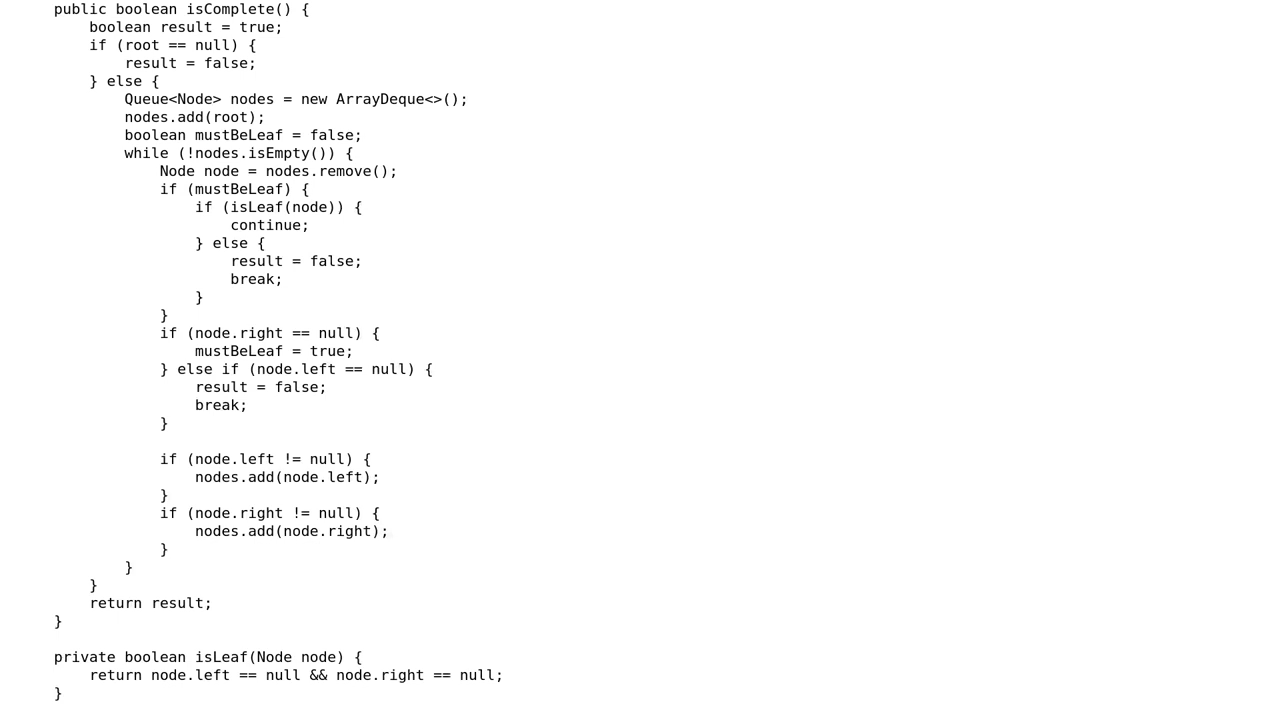 public boolean isComplete() {
    boolean result = true;
    if (root == null) {
        result = false;
    } else {
        Queue<Node> nodes = new ArrayDeque<>();
        nodes.add(root);
        boolean mustBeLeaf = false;
        while (!nodes.isEmpty()) {
            Node node = nodes.remove();
            if (mustBeLeaf) {
                if (isLeaf(node)) {
                    continue;
                } else {
                    result = false;
                    break;
                }
            }
            if (node.right == null) {
                mustBeLeaf = true;
            } else if (node.left == null) {
                result = false;
                break;
            }

            if (node.left != null) {
                nodes.add(node.left);
            }
            if (node.right != null) {
                nodes.add(node.right);
            }
        }
    }
    return result;
}

private boolean isLeaf(Node node) {
    return node.left == null && node.right == null;
}